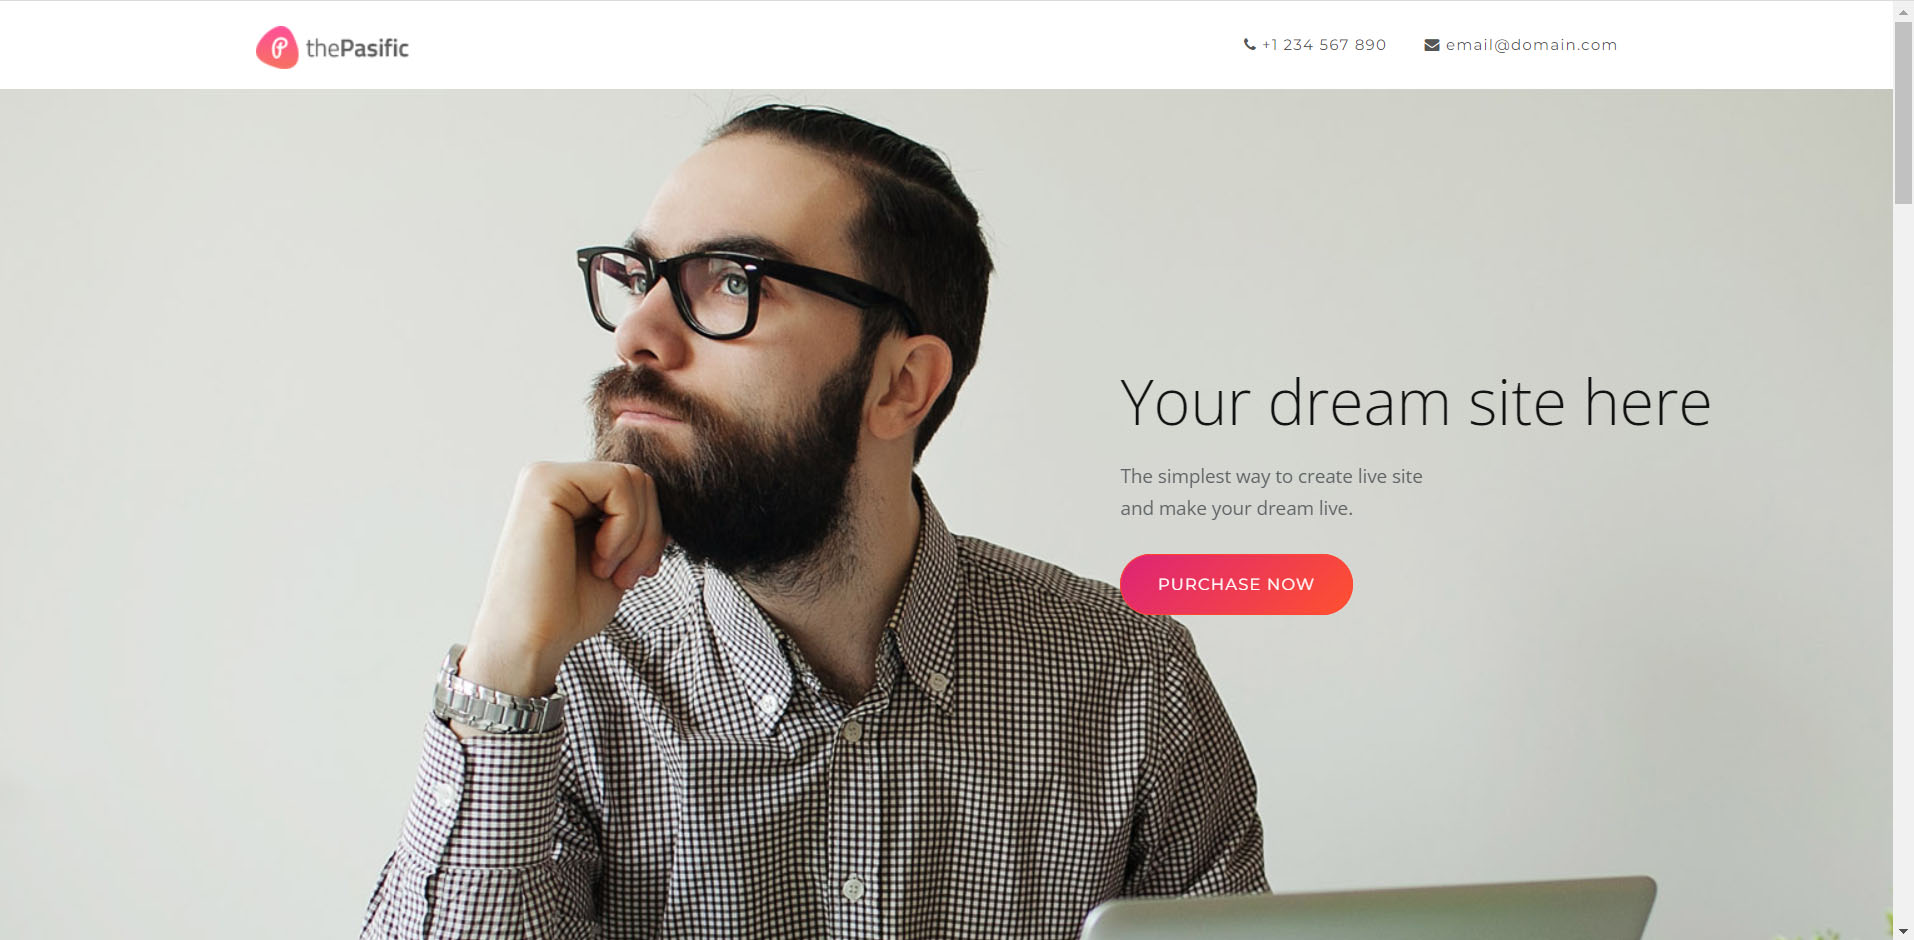 thePasific
+1 234 567 890
email@domain.com
Your dream site here
The simplest way to create live site
and make your dream live.
PURCHASE NOW